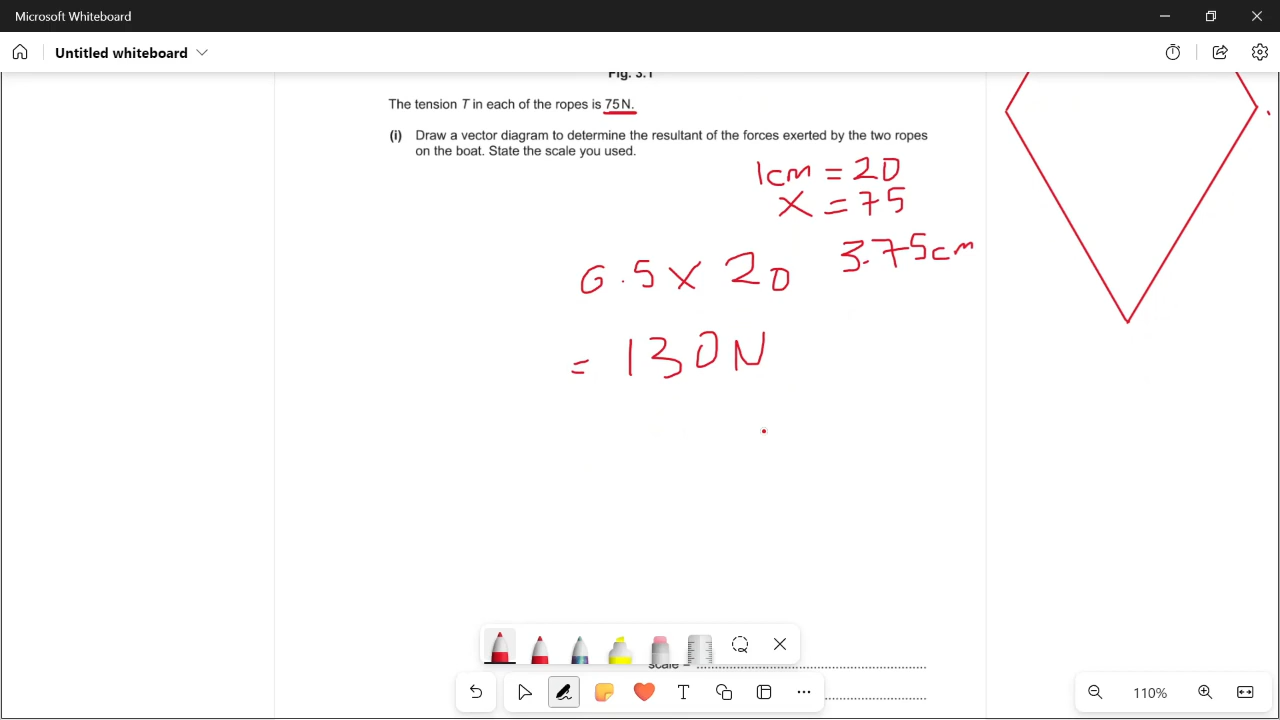 Microsoft Whiteboard
Untitled whiteboard
Fig. 3.1
The tension T in each of the ropes is 75N.
(i) Draw a vector diagram to determine the resultant of the forces exerted by the two ropes
on the boat. State the scale you used.
1cm = 20
x = 75
3.75cm
6.5 x 20
= 130N
scale = ............................................................
110%